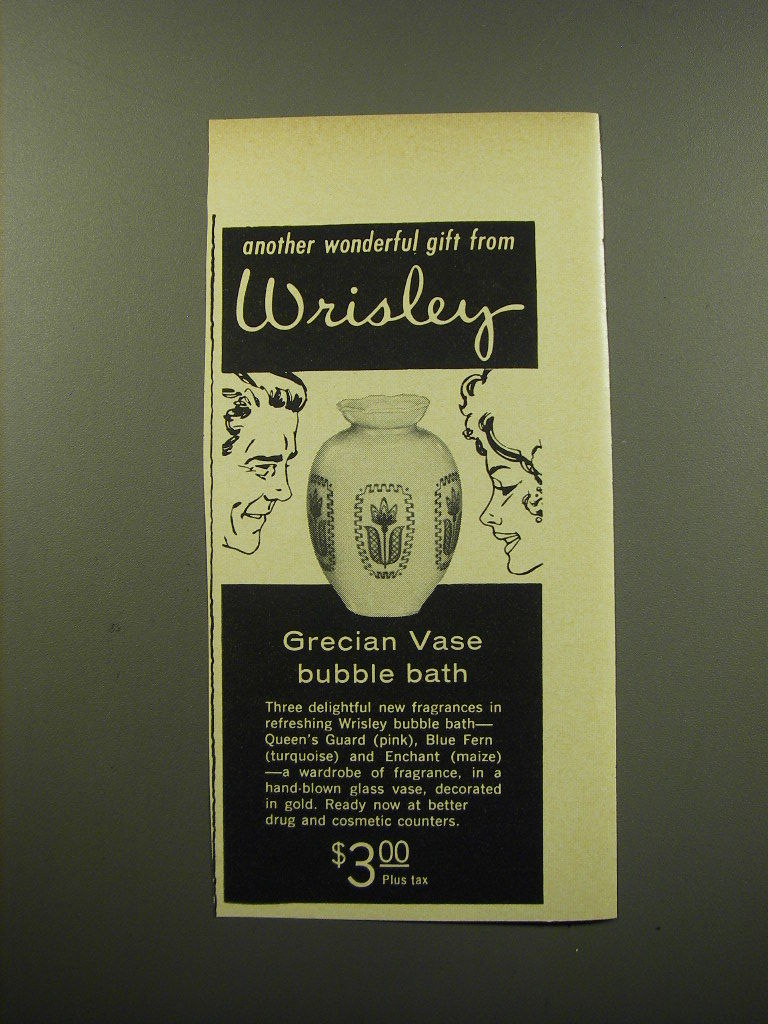 another wonderful gift from
Wrisley
Grecian Vase
bubble bath
Three delightful new fragrances in
refreshing Wrisley bubble bath—
Queen's Guard (pink), Blue Fern
(turquoise) and Enchant (maize)
—a wardrobe of fragrance, in a
hand-blown glass vase, decorated
in gold. Ready now at better
drug and cosmetic counters.
$300
Plus tax